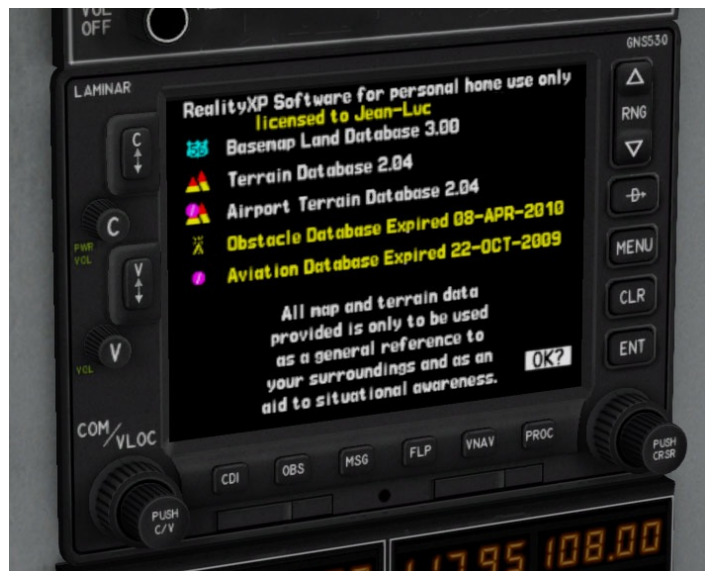 VOL
OFF
GNS530
LAMINAR
RealityXP Software for personal home use only
licensed to Jean-Luc
Basemap Land Database 3.00
Terrain Database 2.04
Airport Terrain Database 2.04
Obstacle Database Expired 08-APR-2010
Aviation Database Expired 22-OCT-2009
All map and terrain data
provided is only to be used
as a general reference to
your surroundings and as an
aid to situational awareness.
OK?
C
C
PWR
VOL
V
V
VOL
COM/VLOC
PUSH
C/V
RNG
D
MENU
CLR
ENT
PUSH
CRSR
CDI
OBS
MSG
FLP
VNAV
PROC
117.95
108.00